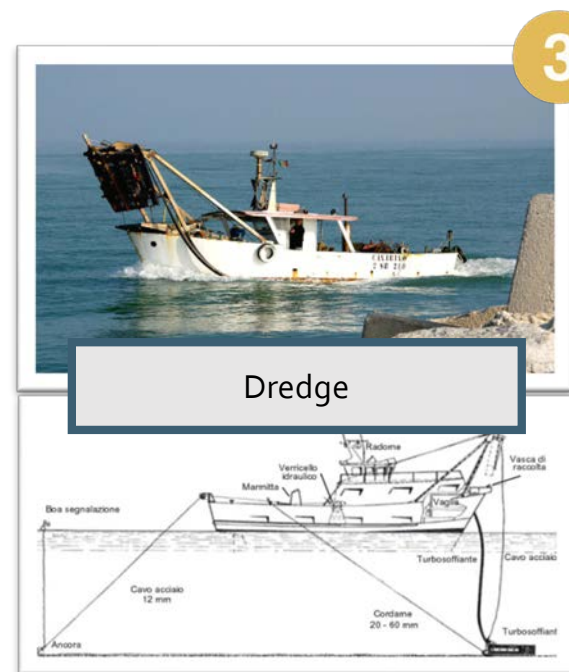 3
Dredge
Radome
Verricello
idraulico
Vasca di
raccolta
Marmitta
Vaglio
Boa segnalazione
Turbosoffiante
Cavo acciaio
Cavo acciaio
12 mm
Cordame
20 - 60 mm
Turbosoffiant
Ancora